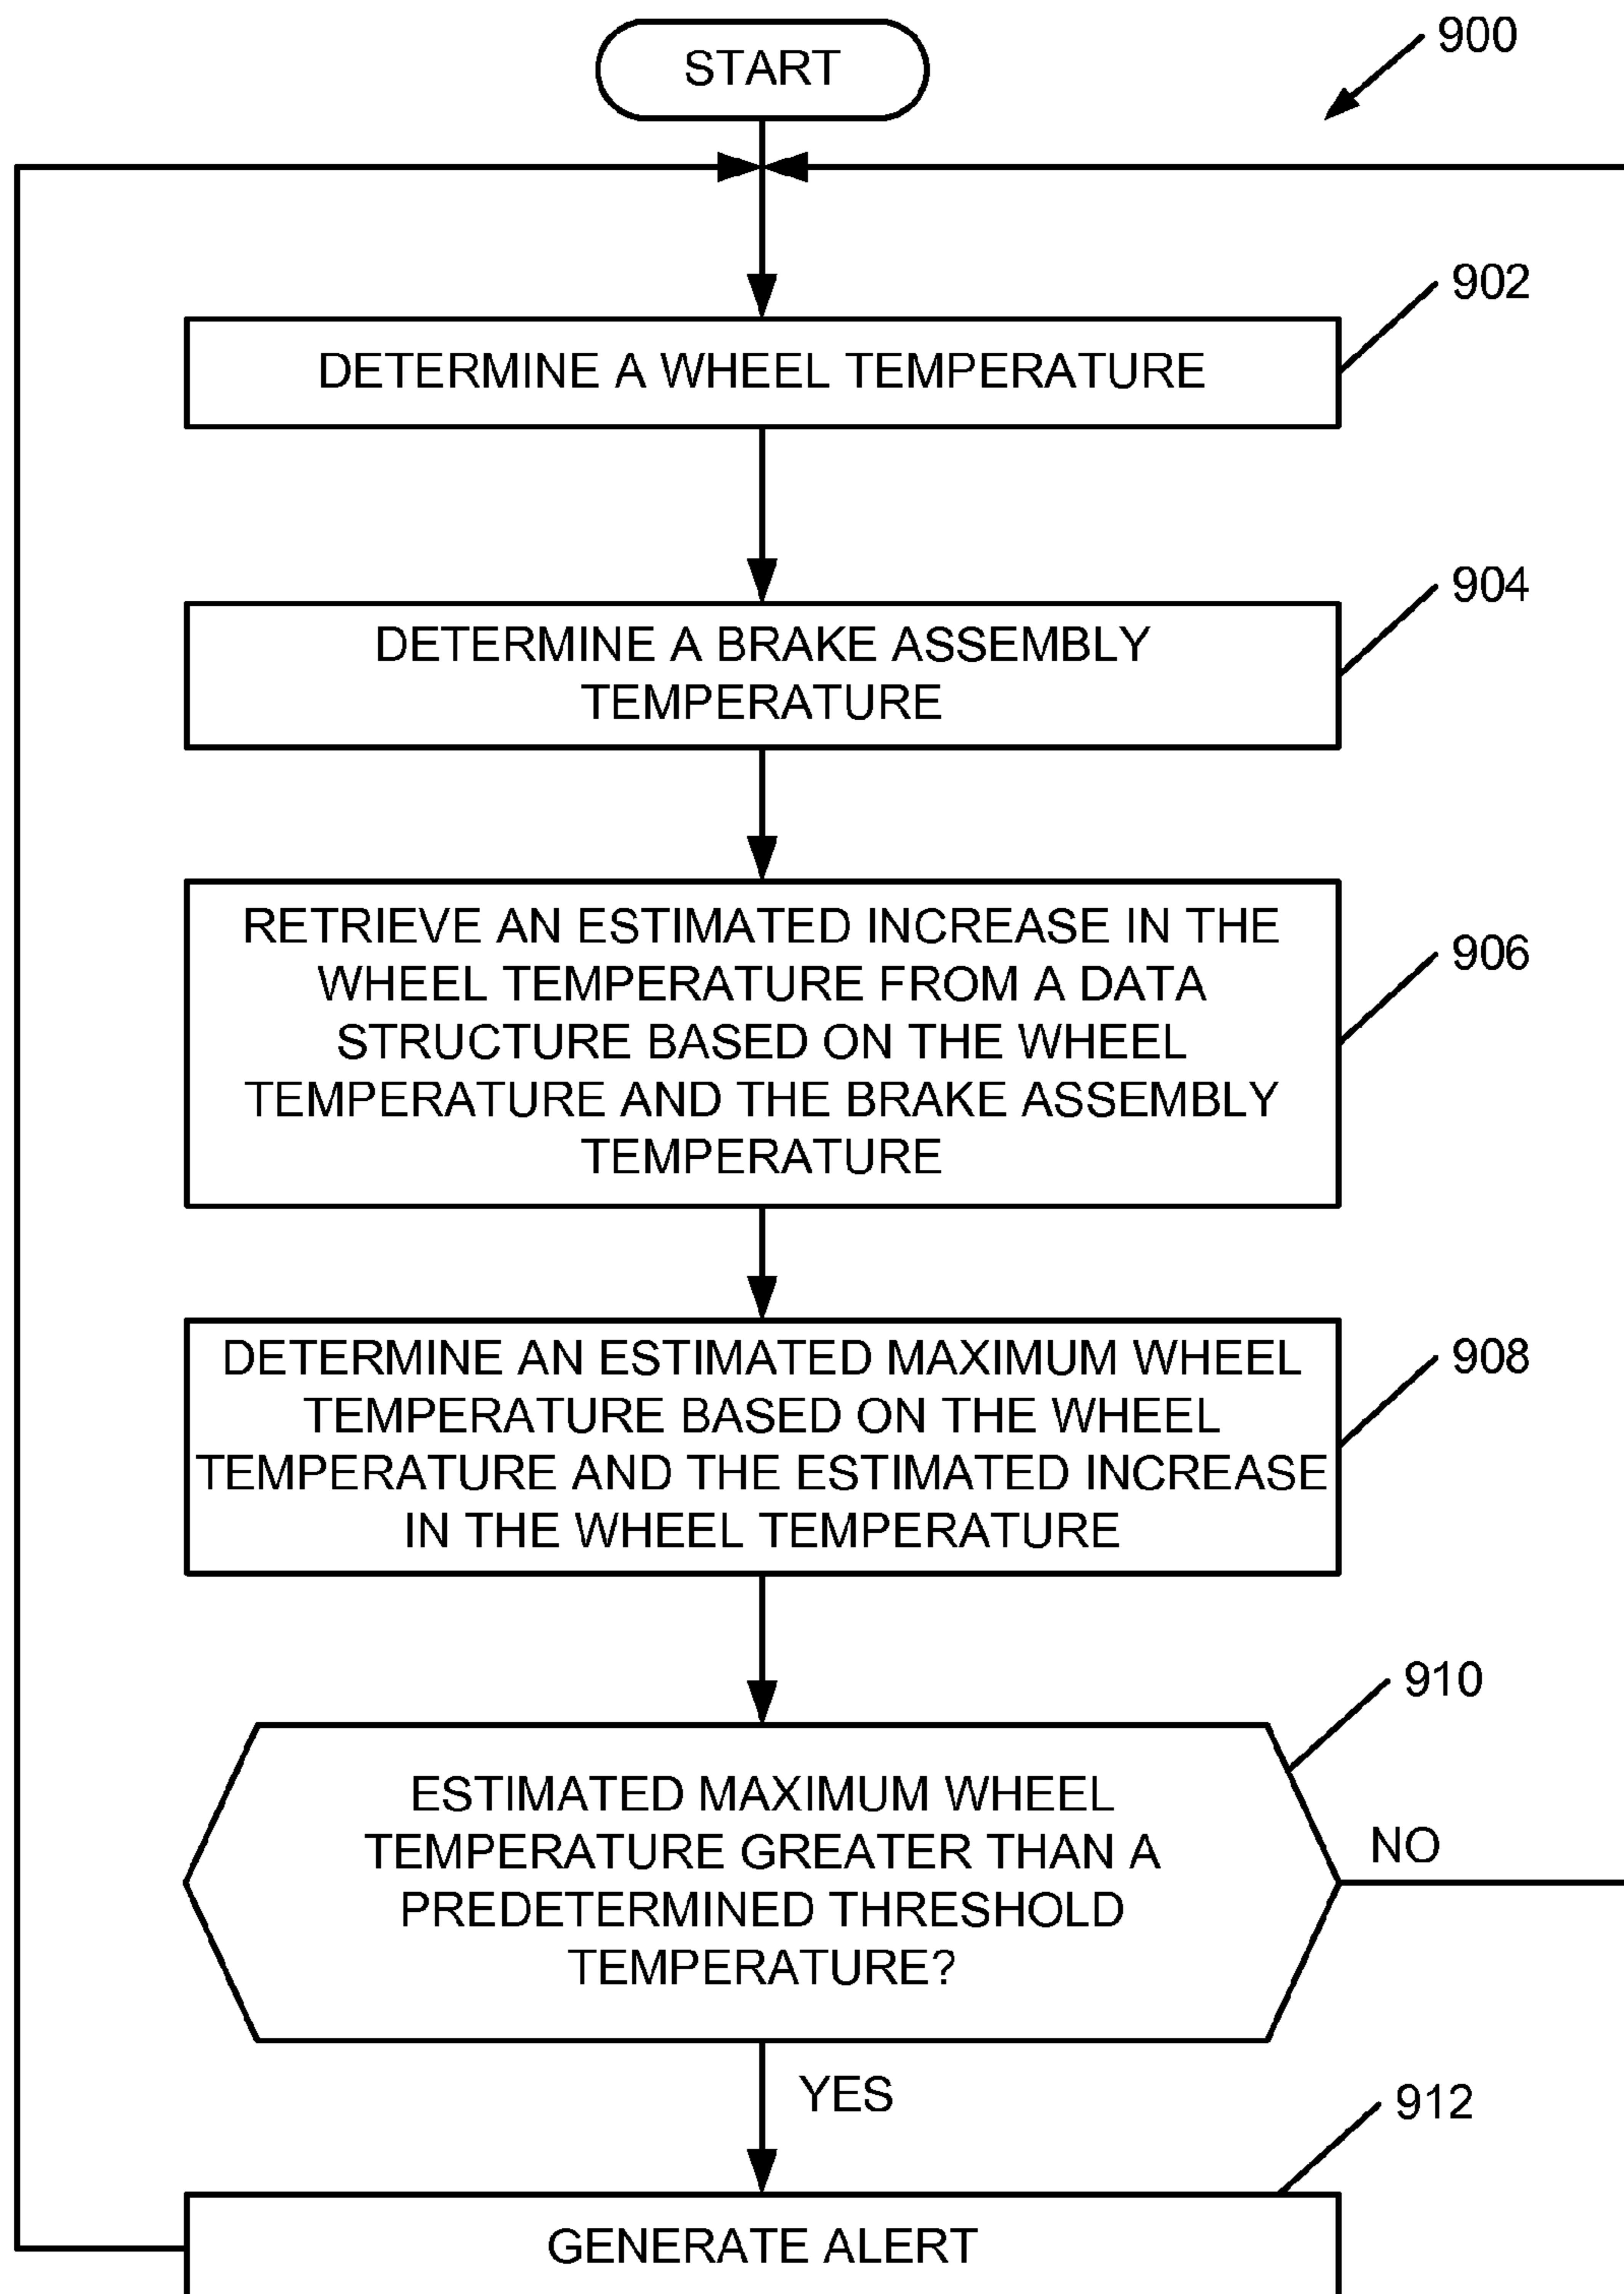 START
900
902
DETERMINE A WHEEL TEMPERATURE
904
DETERMINE A BRAKE ASSEMBLY
TEMPERATURE
RETRIEVE AN ESTIMATED INCREASE IN THE
WHEEL TEMPERATURE FROM A DATA
STRUCTURE BASED ON THE WHEEL
TEMPERATURE AND THE BRAKE ASSEMBLY
TEMPERATURE
906
DETERMINE AN ESTIMATED MAXIMUM WHEEL
TEMPERATURE BASED ON THE WHEEL
TEMPERATURE AND THE ESTIMATED INCREASE
IN THE WHEEL TEMPERATURE
908
910
ESTIMATED MAXIMUM WHEEL
TEMPERATURE GREATER THAN A
PREDETERMINED THRESHOLD
TEMPERATURE?
NO
YES
912
GENERATE ALERT